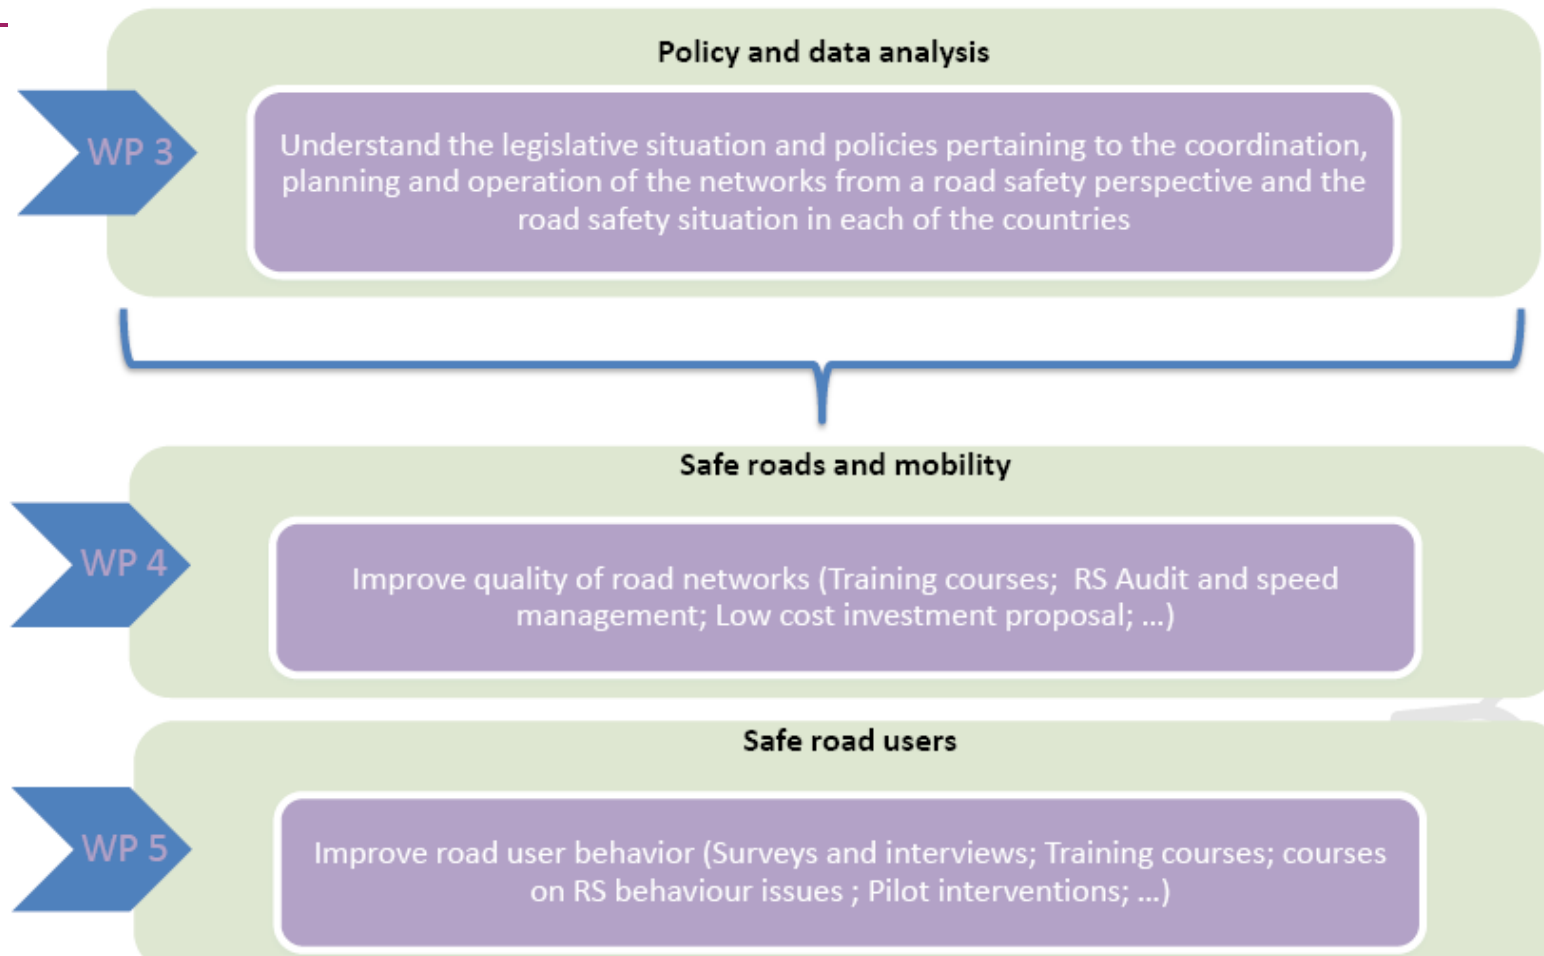 Policy and data analysis
WP 3
Understand the legislative situation and policies pertaining to the coordination,
planning and operation of the networks from a road safety perspective and the
road safety situation in each of the countries
Safe roads and mobility
WP 4
Improve quality of road networks (Training courses;  RS Audit and speed
management; Low cost investment proposal; ...)
Safe road users
WP 5
Improve road user behavior (Surveys and interviews; Training courses; courses
on RS behaviour issues ; Pilot interventions; ...)